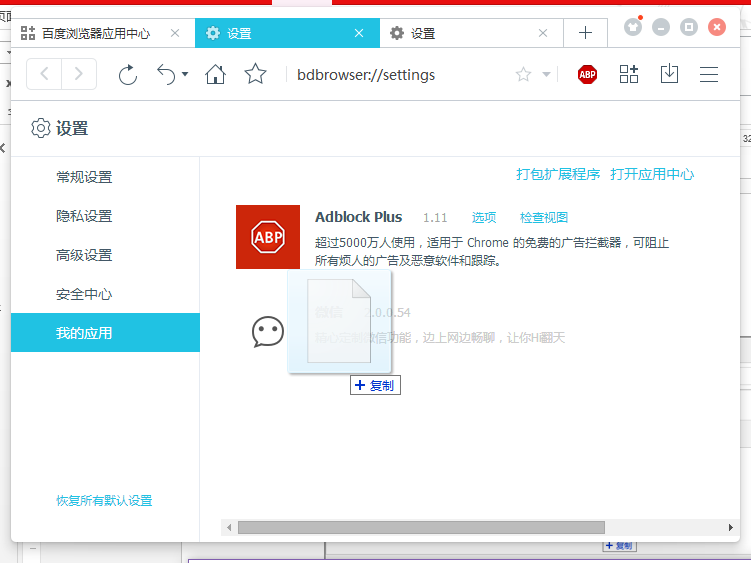 百度浏览器应用中心
设置
设置
bdbrowser://settings
ABP
设置
常规设置
隐私设置
高级设置
安全中心
我的应用
恢复所有默认设置
打包扩展程序 打开应用中心
ABP
Adblock Plus 1.11 选项 检查视图
超过5000万人使用，适用于 Chrome 的免费的广告拦截器，可阻止
所有烦人的广告及恶意软件和跟踪。
微信 2.0.0.54
微信功能，边上网边畅聊，让你Hi翻天
复制
复制
32